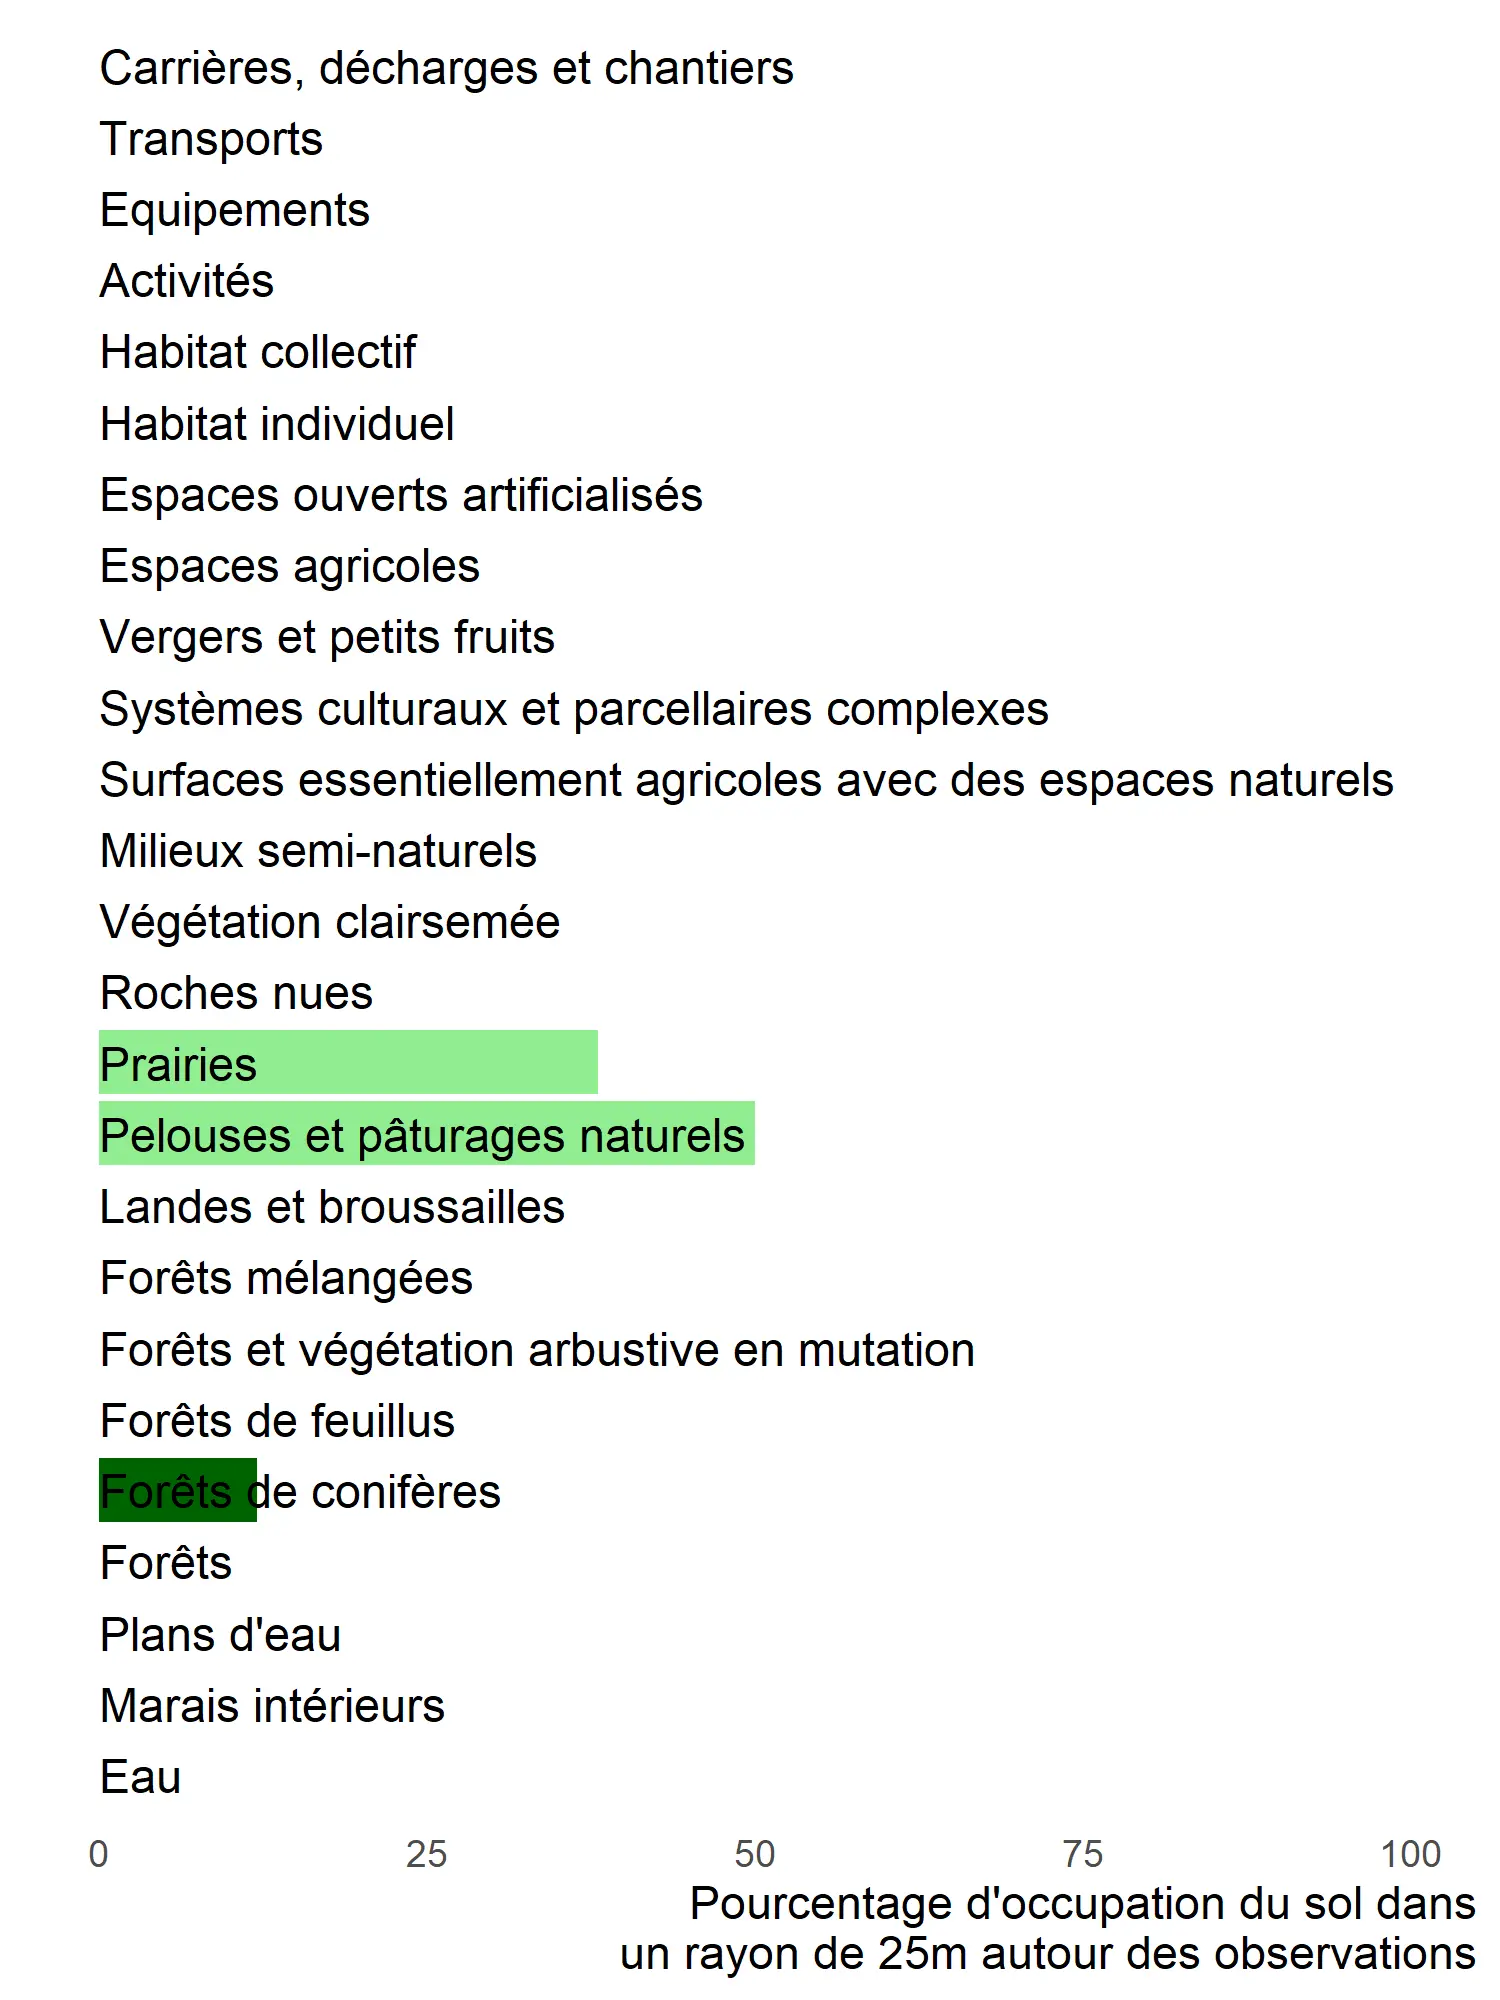 Carrières, décharges et chantiers
Transports
Equipements
Activités
Habitat collectif
Habitat individuel
Espaces ouverts artificialisés
Espaces agricoles
Vergers et petits fruits
Systèmes culturaux et parcellaires complexes
Surfaces essentiellement agricoles avec des espaces naturels
Milieux semi-naturels
Végétation clairsemée
Roches nues
Prairies
Pelouses et pâturages naturels
Landes et broussailles
Forêts mélangées
Forêts et végétation arbustive en mutation
Forêts de feuillus
Forêts de conifères
Forêts
Plans d'eau
Marais intérieurs
Eau
0 25 50 75 100
Pourcentage d'occupation du sol dans
un rayon de 25m autour des observations